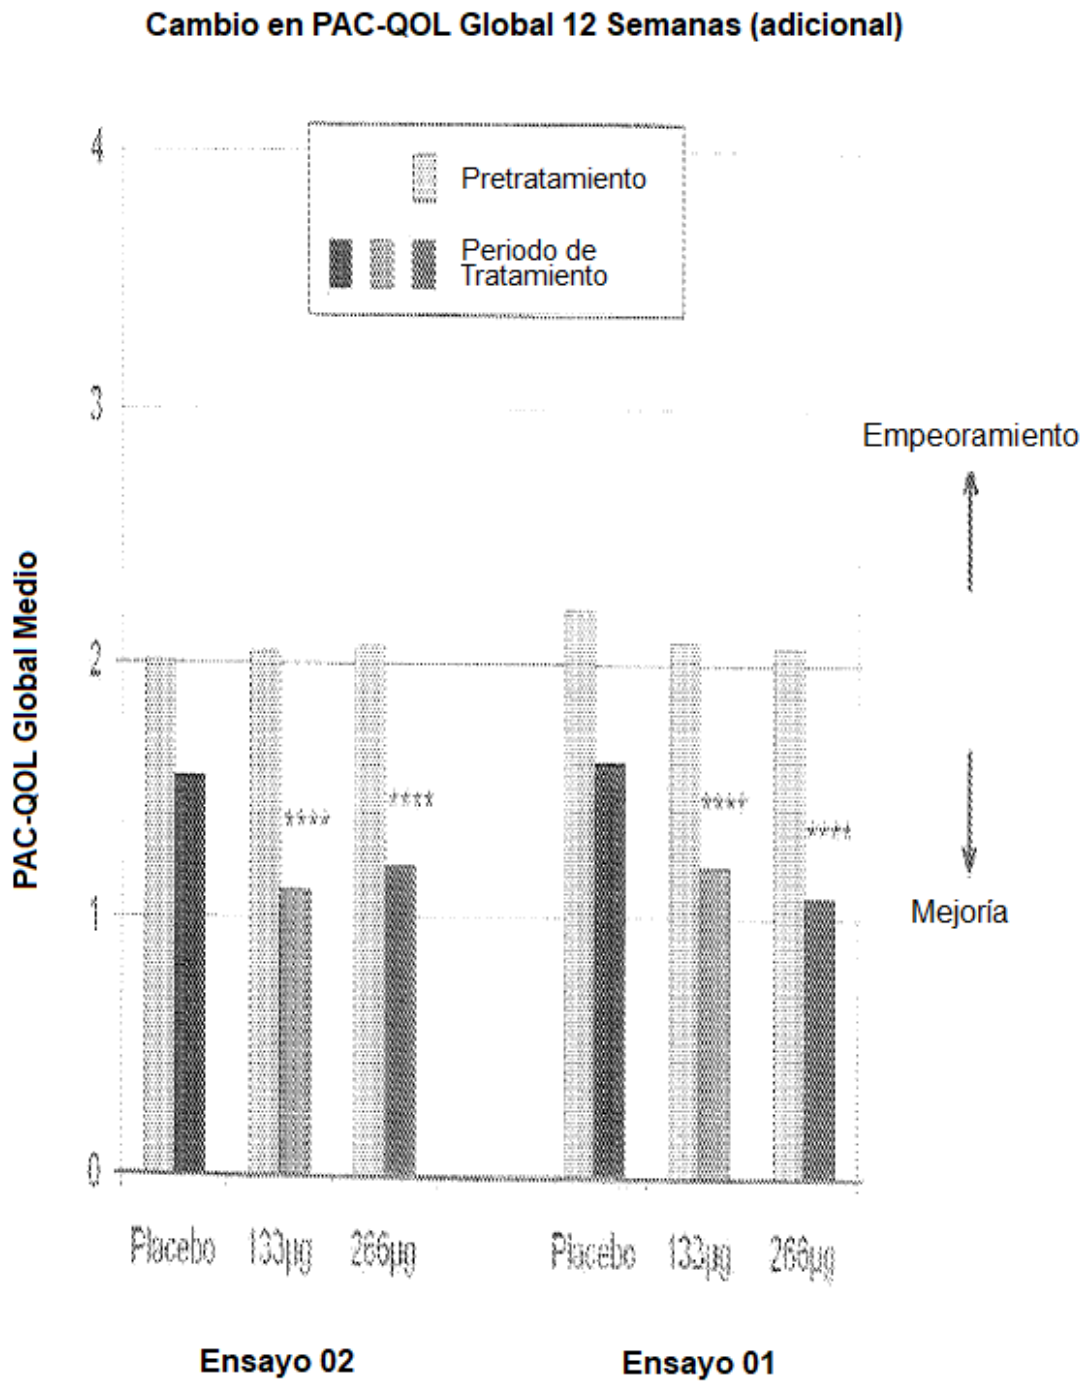 Cambio en PAC-QOL Global 12 Semanas (adicional)
4
Pretratamiento
Periodo de
Tratamiento
3
Empeoramiento
PAC-QOL Global Medio
2
****
****
****
****
1
Mejoría
0
Placebo 133µg 266µg Placebo 133µg 266µg
Ensayo 02 Ensayo 01